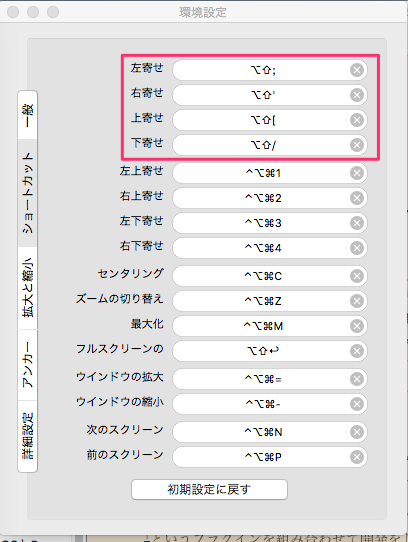 環境設定
一般
ショートカット
拡大と縮小
アンカー
詳細設定
左寄せ ⌥⇧;
右寄せ ⌥⇧'
上寄せ ⌥⇧[
下寄せ ⌥⇧/
左上寄せ ^⌥⌘1
右上寄せ ^⌥⌘2
左下寄せ ^⌥⌘3
右下寄せ ^⌥⌘4
センタリング ^⌥⌘C
ズームの切り替え ^⌥⌘Z
最大化 ^⌥⌘M
フルスクリーンの ⌥⇧↩
ウインドウの拡大 ^⌥⌘=
ウインドウの縮小 ^⌥⌘-
次のスクリーン ^⌥⌘N
前のスクリーン ^⌥⌘P
初期設定に戻す
というプラグインを組み合わせて開発を